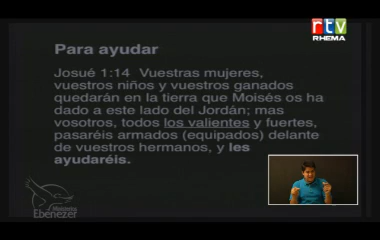 rtv
RHEMA
Para ayudar
Josué 1:14 Vuestras mujeres,
vuestros niños y vuestros ganados
quedarán en la tierra que Moisés os ha
dado a este lado del Jordán; mas
vosotros, todos los valientes y fuertes,
pasaréis armados (equipados) delante
de vuestros hermanos, y les
ayudaréis.
Ministerios
Ebenezer